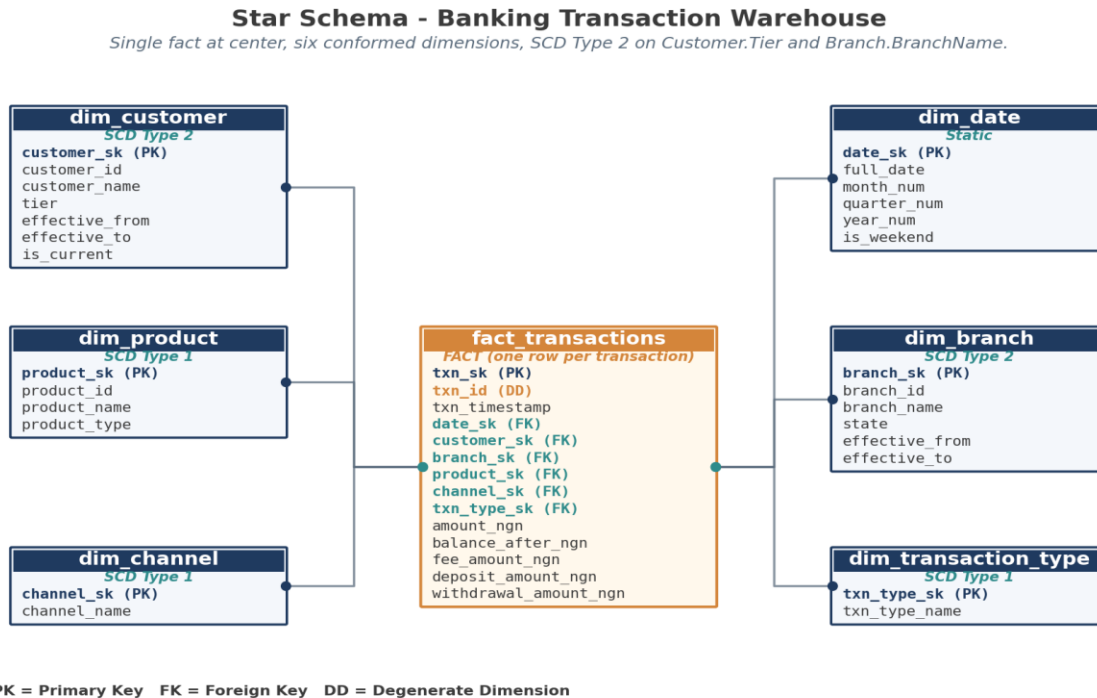 Star Schema - Banking Transaction Warehouse
Single fact at center, six conformed dimensions, SCD Type 2 on Customer.Tier and Branch.BranchName.
dim_customer
SCD Type 2
customer_sk (PK)
customer_id
customer_name
tier
effective_from
effective_to
is_current
dim_product
SCD Type 1
product_sk (PK)
product_id
product_name
product_type
dim_channel
SCD Type 1
channel_sk (PK)
channel_name
fact_transactions
FACT (one row per transaction)
txn_sk (PK)
txn_id (DD)
txn_timestamp
date_sk (FK)
customer_sk (FK)
branch_sk (FK)
product_sk (FK)
channel_sk (FK)
txn_type_sk (FK)
amount_ngn
balance_after_ngn
fee_amount_ngn
deposit_amount_ngn
withdrawal_amount_ngn
dim_date
Static
date_sk (PK)
full_date
month_num
quarter_num
year_num
is_weekend
dim_branch
SCD Type 2
branch_sk (PK)
branch_id
branch_name
state
effective_from
effective_to
dim_transaction_type
SCD Type 1
txn_type_sk (PK)
txn_type_name
PK = Primary Key FK = Foreign Key DD = Degenerate Dimension